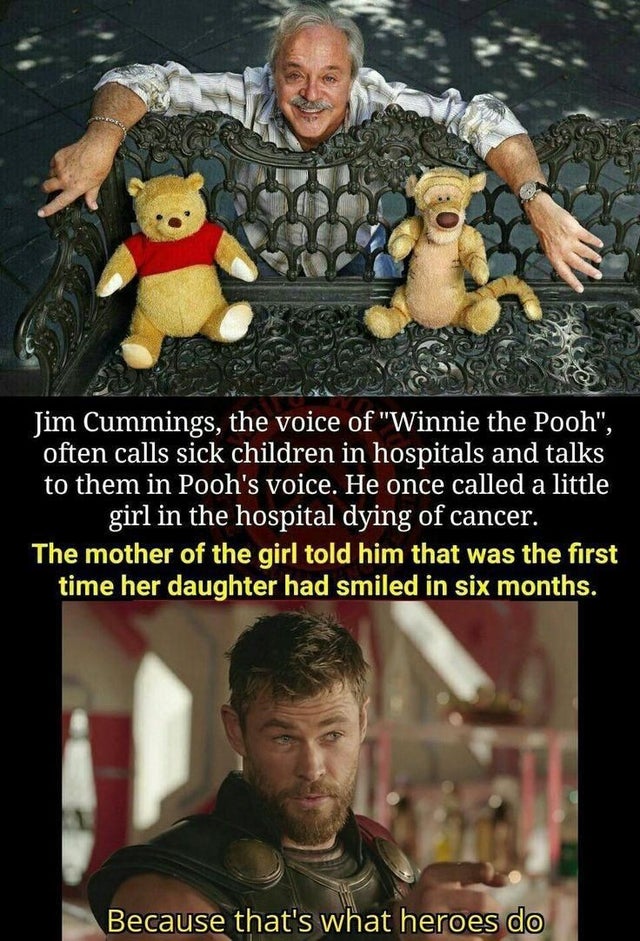 Jim Cummings, the voice of "Winnie the Pooh",
often calls sick children in hospitals and talks
to them in Pooh's voice. He once called a little
girl in the hospital dying of cancer.
The mother of the girl told him that was the first
time her daughter had smiled in six months.
Because that's what heroes do